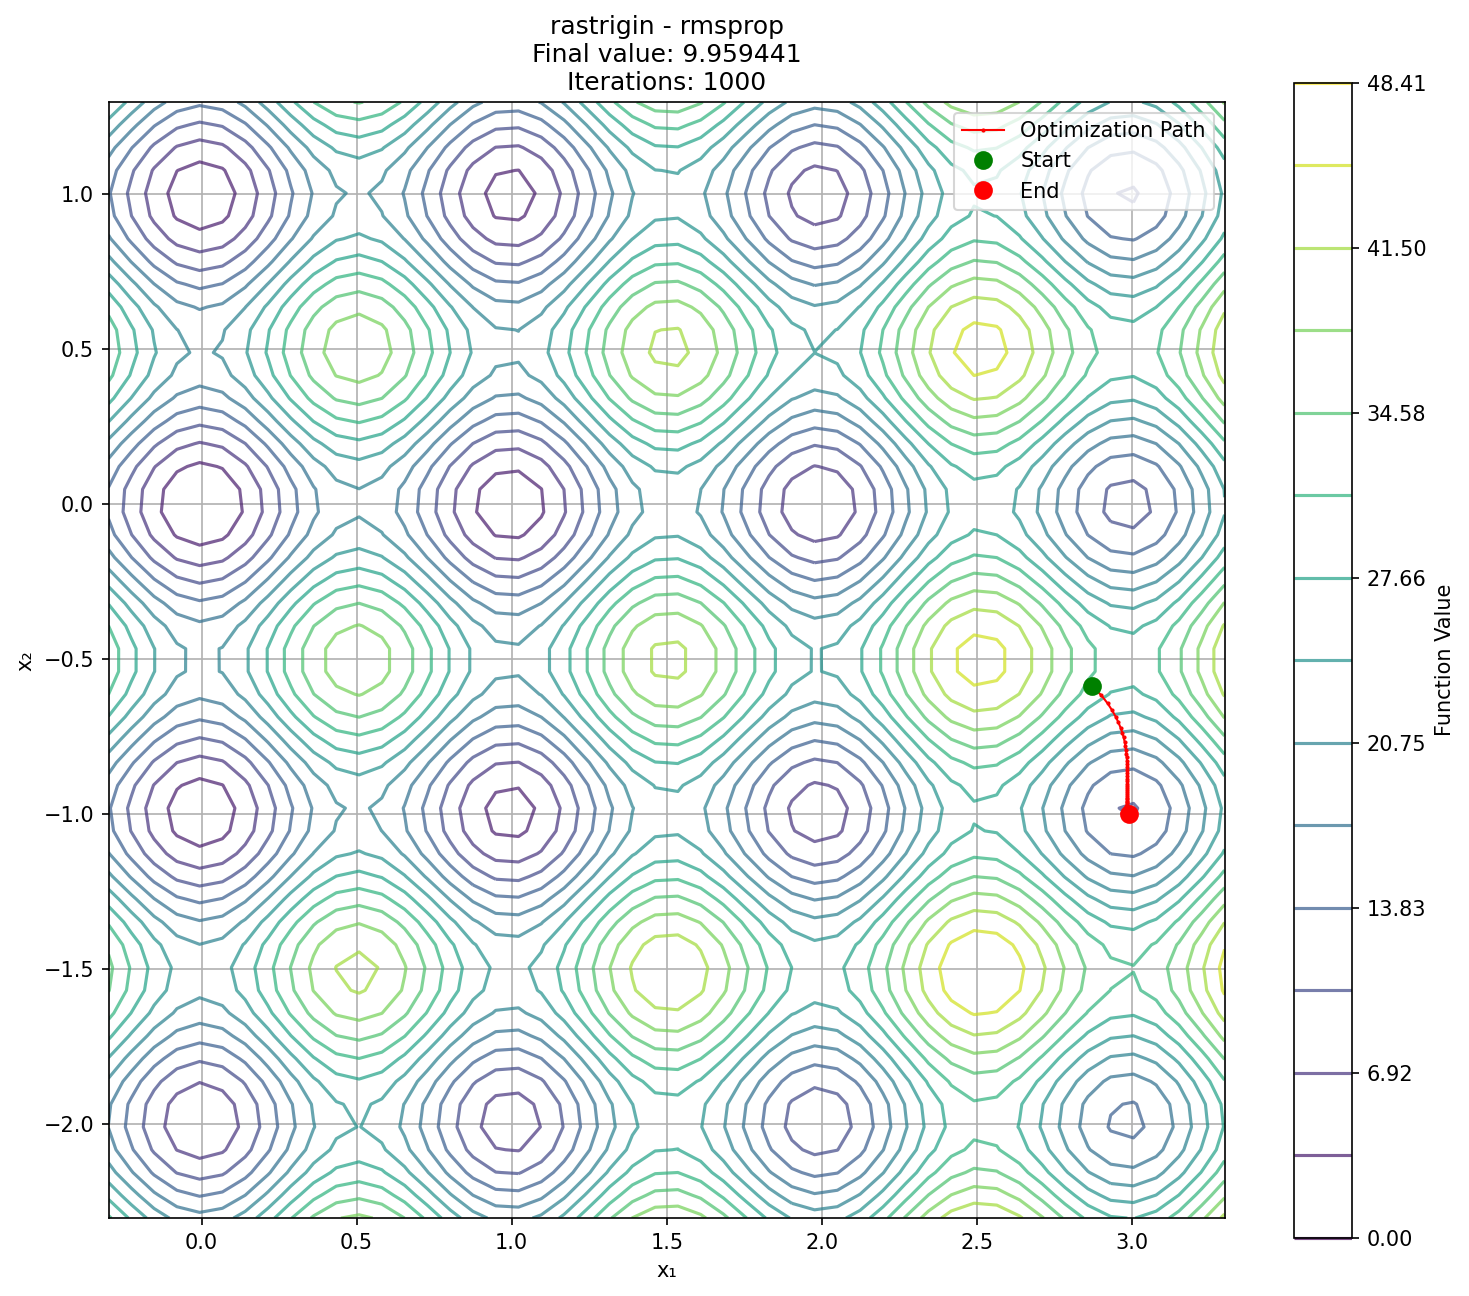 rastrigin - rmsprop
Final value: 9.959441
Iterations: 1000
Optimization Path
Start
End
1.0
0.5
0.0
−0.5
−1.0
−1.5
−2.0
x₂
0.0
0.5
1.0
1.5
2.0
2.5
3.0
x₁
48.41
41.50
34.58
27.66
20.75
13.83
6.92
0.00
Function Value